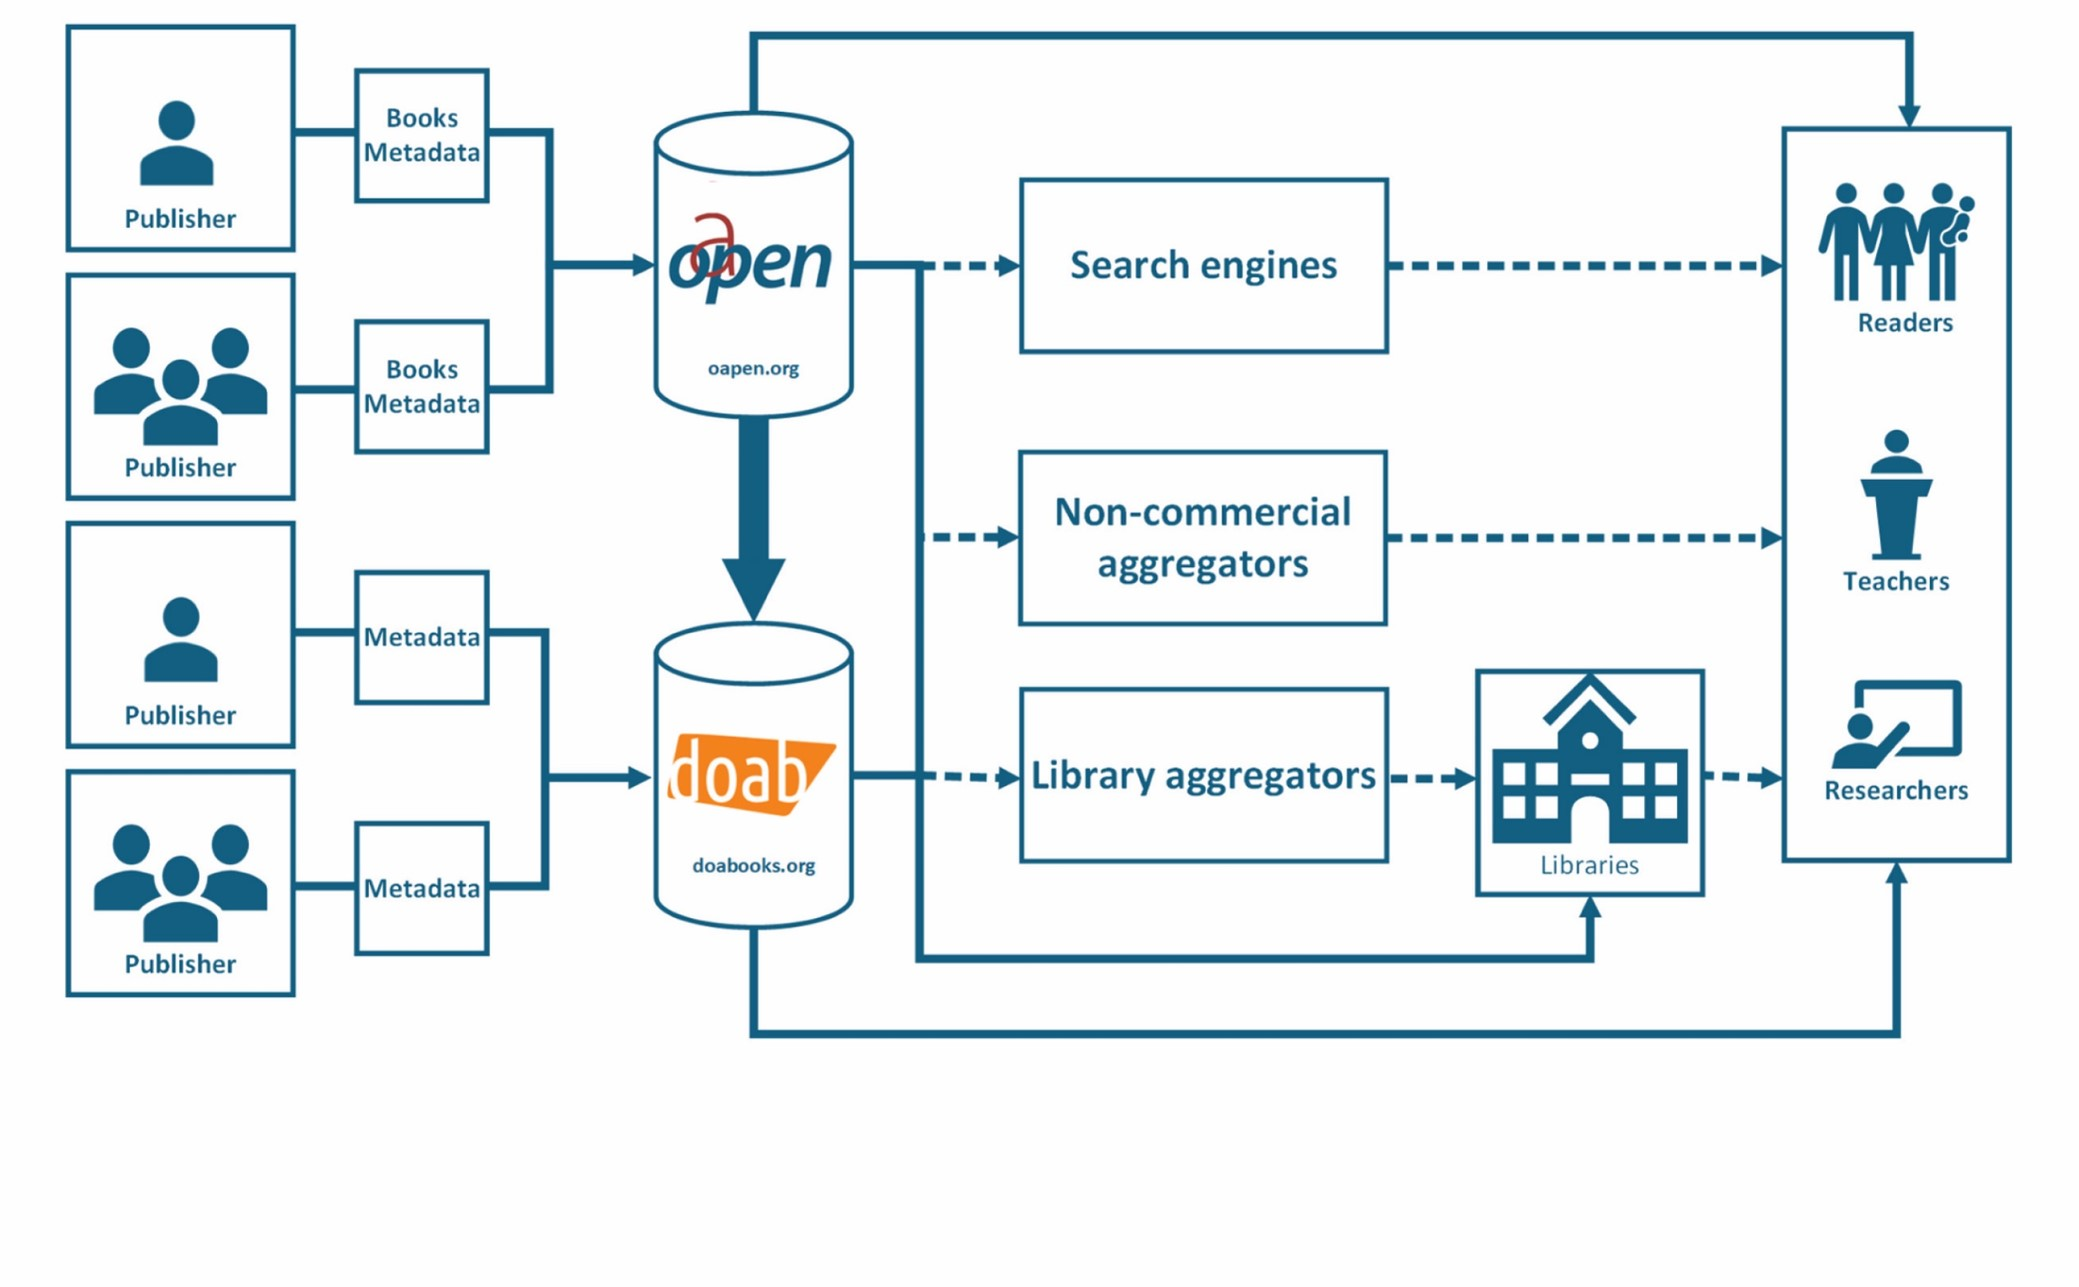 Publisher
Books
Metadata
Publisher
Books
Metadata
Publisher
Metadata
Publisher
Metadata
oapen
oapen.org
doab
doabooks.org
Search engines
Non-commercial
aggregators
Library aggregators
Libraries
Readers
Teachers
Researchers